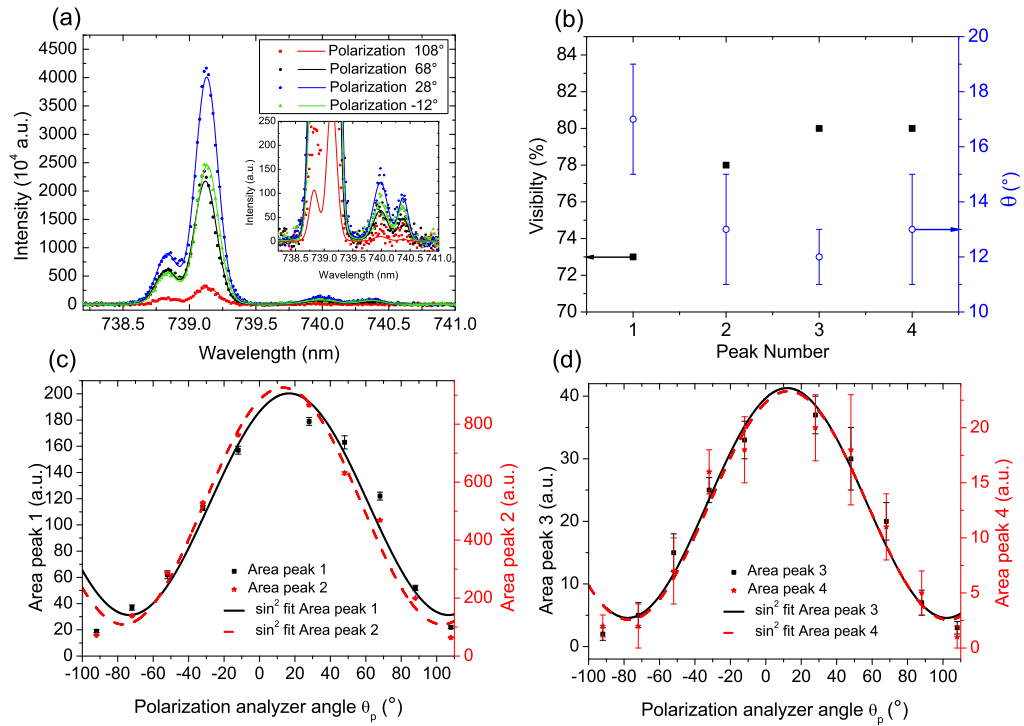 (a)
4500
4000
3500
3000
2500
2000
1500
1000
500
0
Intensity (10⁴ a.u.)
738.5 739.0 739.5 740.0 740.5 741.0
Wavelength (nm)
Polarization 108°
Polarization 68°
Polarization 28°
Polarization -12°
250
200
150
100
50
0
Intensity (a.u.)
738.5 739.0 739.5 740.0 740.5 741.0
Wavelength (nm)
(b)
84
82
80
78
76
74
72
70
Visibilty (%)
1 2 3 4
Peak Number
20
18
16
14
12
10
θ (°)
(c)
200
180
160
140
120
100
80
60
40
20
0
Area peak 1 (a.u.)
Area peak 1
Area peak 2
sin² fit Area peak 1
sin² fit Area peak 2
-100 -80 -60 -40 -20 0 20 40 60 80 100
Polarization analyzer angle θp (°)
900
800
700
600
500
400
300
200
100
0
Area peak 2 (a.u.)
(d)
40
30
20
10
0
Area peak 3 (a.u.)
Area peak 3
Area peak 4
sin² fit Area peak 3
sin² fit Area peak 4
-100 -80 -60 -40 -20 0 20 40 60 80 100
Polarization analyzer angle θp (°)
20
15
10
5
0
Area peak 4 (a.u.)